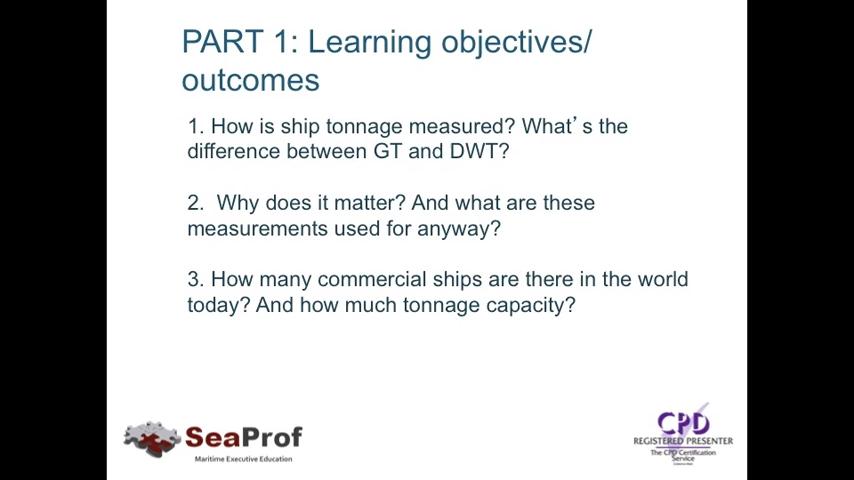 PART 1: Learning objectives/
outcomes
1. How is ship tonnage measured? What’s the
difference between GT and DWT?
2. Why does it matter? And what are these
measurements used for anyway?
3. How many commercial ships are there in the world
today? And how much tonnage capacity?
SeaProf
Maritime Executive Education
CPD
REGISTERED PRESENTER
The CPD Certification
Service